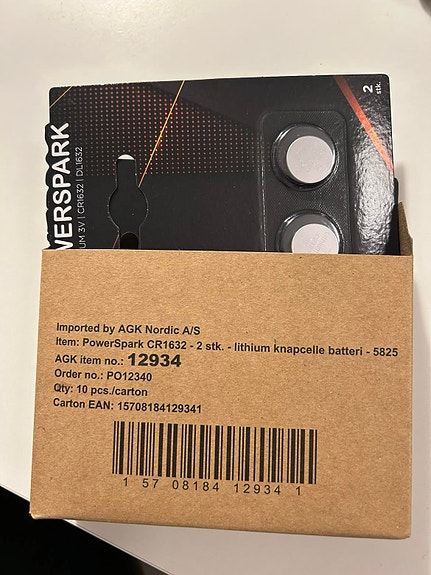 WERSPARK
UM 3V | CR1632 | DL1632
2 stk.
Imported by AGK Nordic A/S
Item: PowerSpark CR1632 - 2 stk. - lithium knapcelle batteri - 5825
AGK item no.: 12934
Order no.: PO12340
Qty: 10 pcs./carton
Carton EAN: 15708184129341
1 57 08184 12934 1